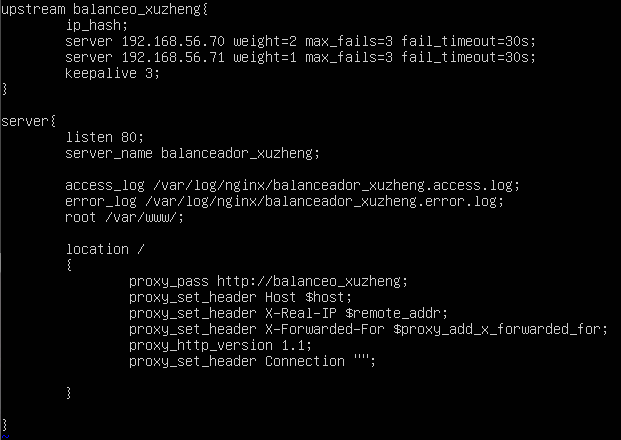 upstream balanceo_xuzheng{
ip_hash;
server 192.168.56.70 weight=2 max_fails=3 fail_timeout=30s;
server 192.168.56.71 weight=1 max_fails=3 fail_timeout=30s;
keepalive 3;
}
server{
listen 80;
server_name balanceador_xuzheng;
access_log /var/log/nginx/balanceador_xuzheng.access.log;
error_log /var/log/nginx/balanceador_xuzheng.error.log;
root /var/www/;
location /
{
proxy_pass http://balanceo_xuzheng;
proxy_set_header Host $host;
proxy_set_header X-Real-IP $remote_addr;
proxy_set_header X-Forwarded-For $proxy_add_x_forwarded_for;
proxy_http_version 1.1;
proxy_set_header Connection "";
}
}